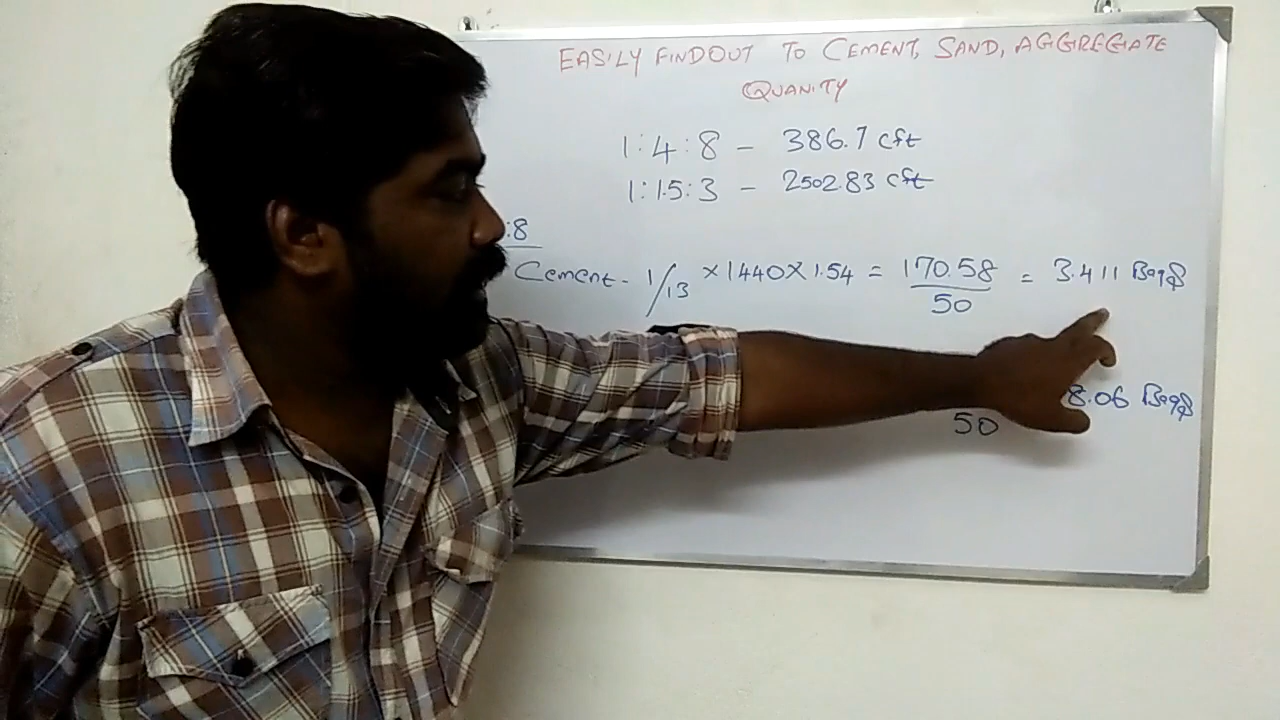 EASILY FINDOUT TO CEMENT, SAND, AGGREGATE
QUANITY
1:4:8 - 386.7 cft
1:1.5:3 - 2502.83 cft
:8
Cement - 1/13 × 1440 × 1.54 = 170.58/50 = 3.411 Bags
50 8.06 Bags